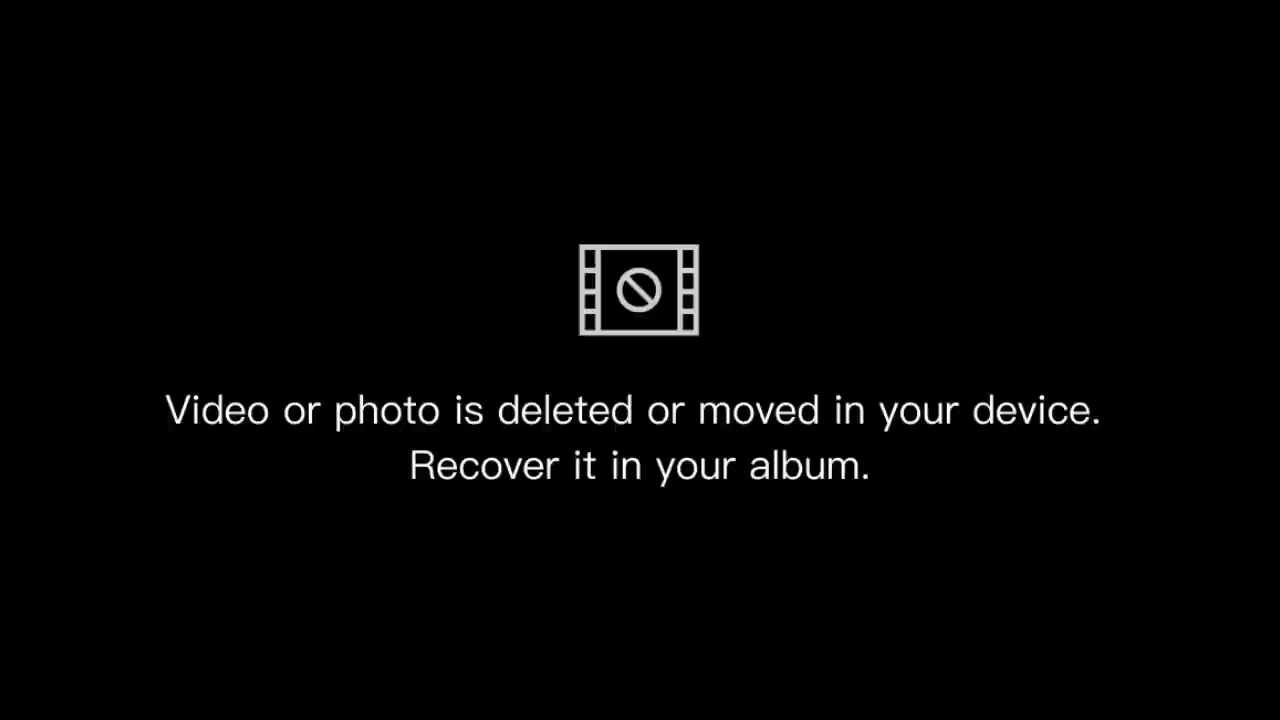 Video or photo is deleted or moved in your device.
Recover it in your album.